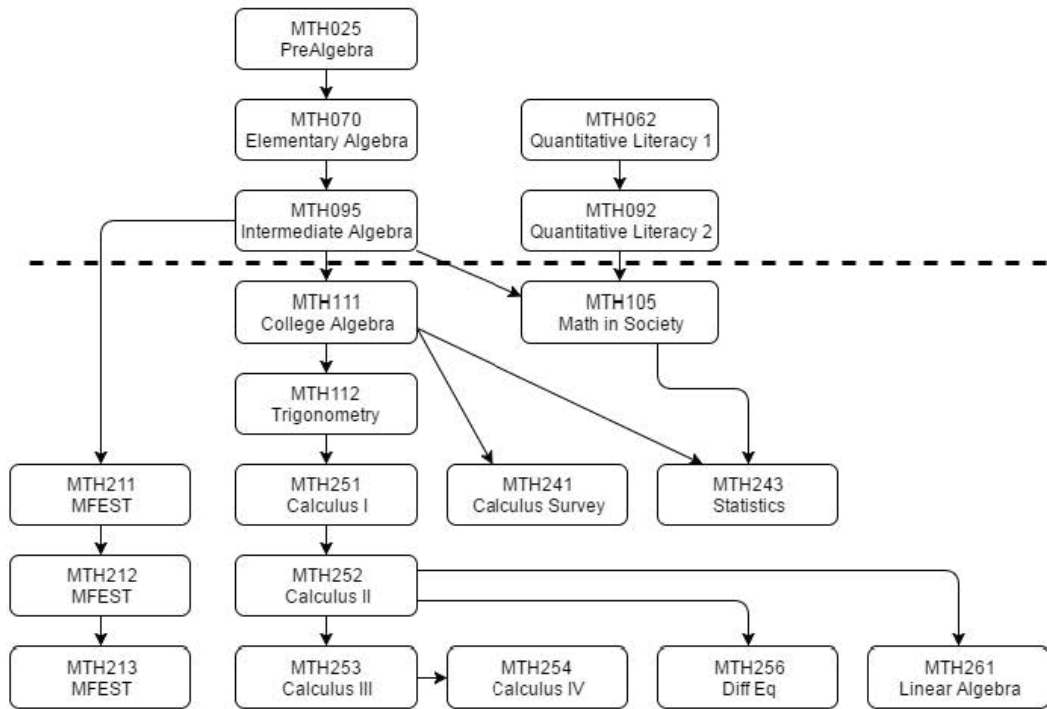 MTH025
PreAlgebra
MTH070
Elementary Algebra
MTH062
Quantitative Literacy 1
MTH095
Intermediate Algebra
MTH092
Quantitative Literacy 2
MTH111
College Algebra
MTH105
Math in Society
MTH112
Trigonometry
MTH211
MFEST
MTH251
Calculus I
MTH241
Calculus Survey
MTH243
Statistics
MTH212
MFEST
MTH252
Calculus II
MTH213
MFEST
MTH253
Calculus III
MTH254
Calculus IV
MTH256
Diff Eq
MTH261
Linear Algebra